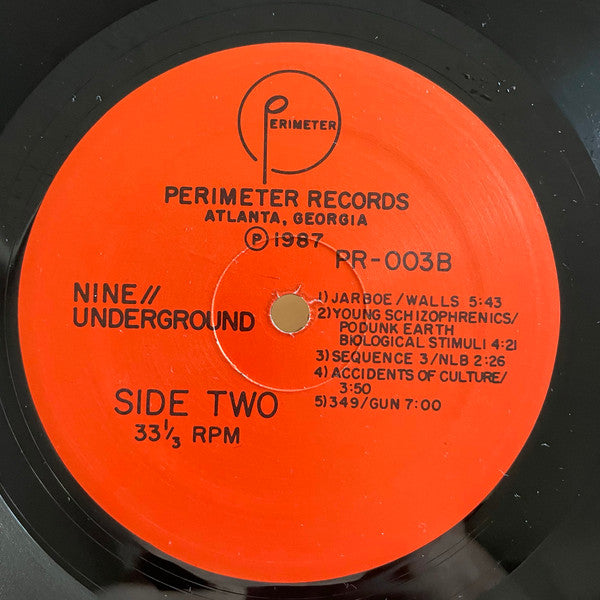 PERIMETER
PERIMETER RECORDS
ATLANTA, GEORGIA
Ⓟ 1987
PR-003B
NINE//
UNDERGROUND
SIDE TWO
33⅓ RPM
1) JARBOE/WALLS 5:43
2) YOUNG SCHIZOPHRENICS/
PODUNK EARTH
BIOLOGICAL STIMULI 4:21
3) SEQUENCE 3/NLB 2:26
4) ACCIDENTS OF CULTURE/
3:50
5) 349/GUN 7:00